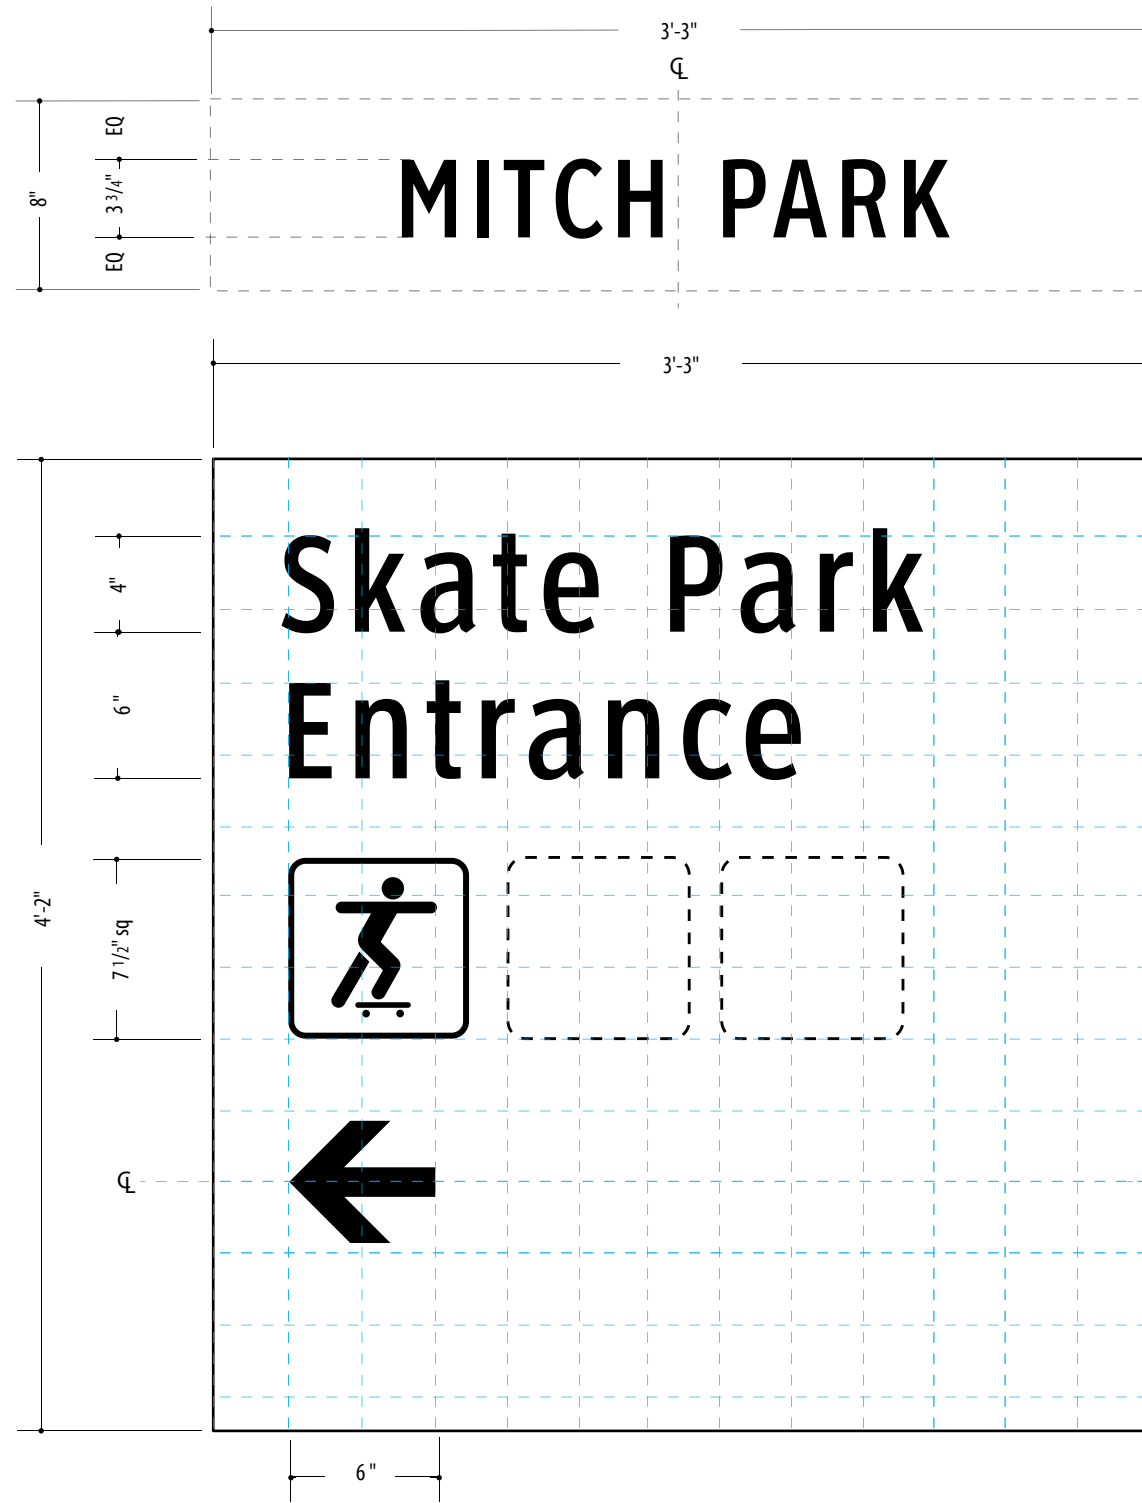 3'-3"
℄
EQ
8"
3 3/4"
EQ
MITCH PARK
3'-3"
4"
Skate Park
6"
Entrance
4'-2"
7 1/2" sq
℄
6"